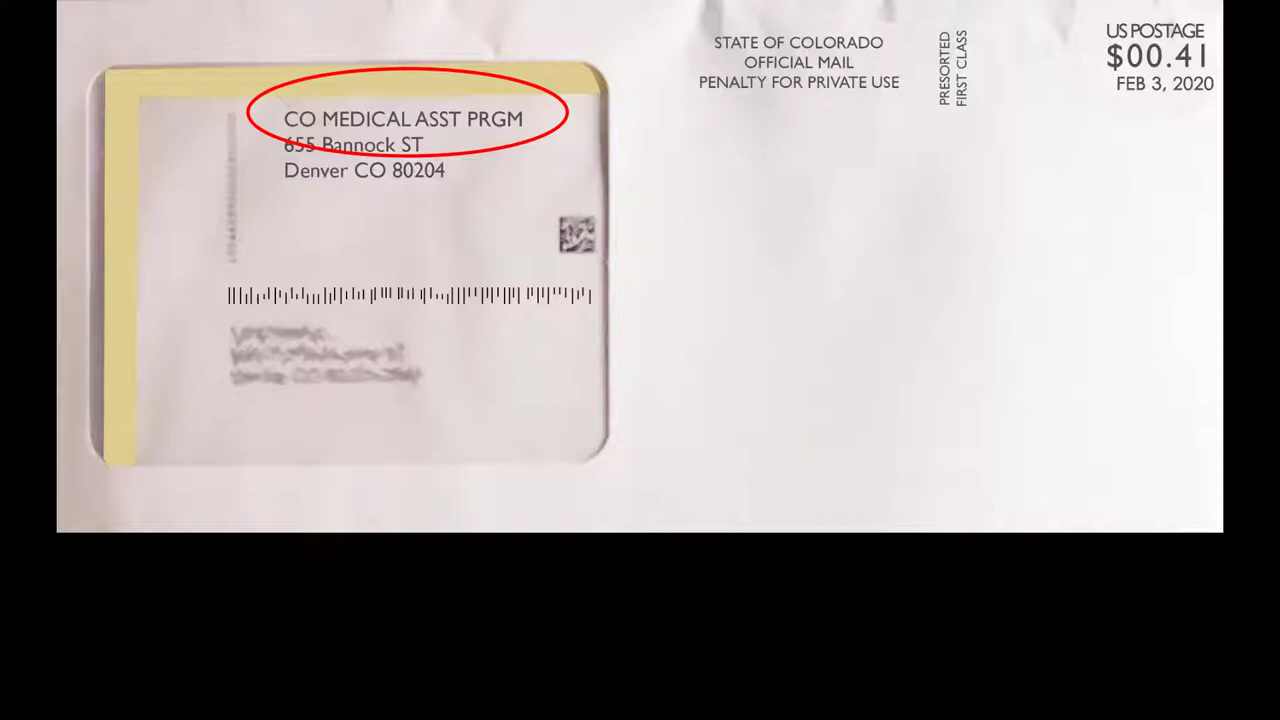 CO MEDICAL ASST PRGM
655 Bannock ST
Denver CO 80204
STATE OF COLORADO
OFFICIAL MAIL
PENALTY FOR PRIVATE USE
PRESORTED
FIRST CLASS
US POSTAGE
$00.41
FEB 3, 2020